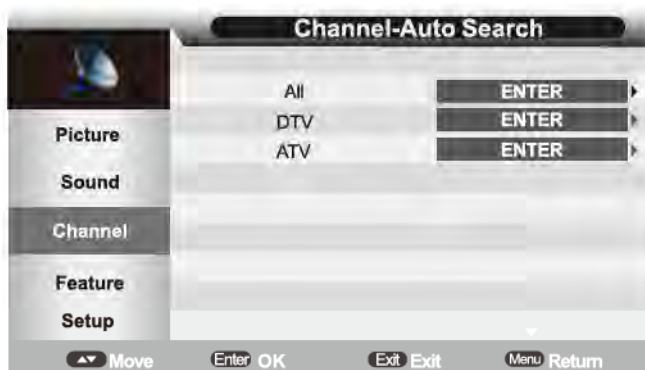 Channel-Auto Search
All ENTER
DTV ENTER
ATV ENTER
Picture
Sound
Channel
Feature
Setup
Move Enter OK Exit Exit Menu Return